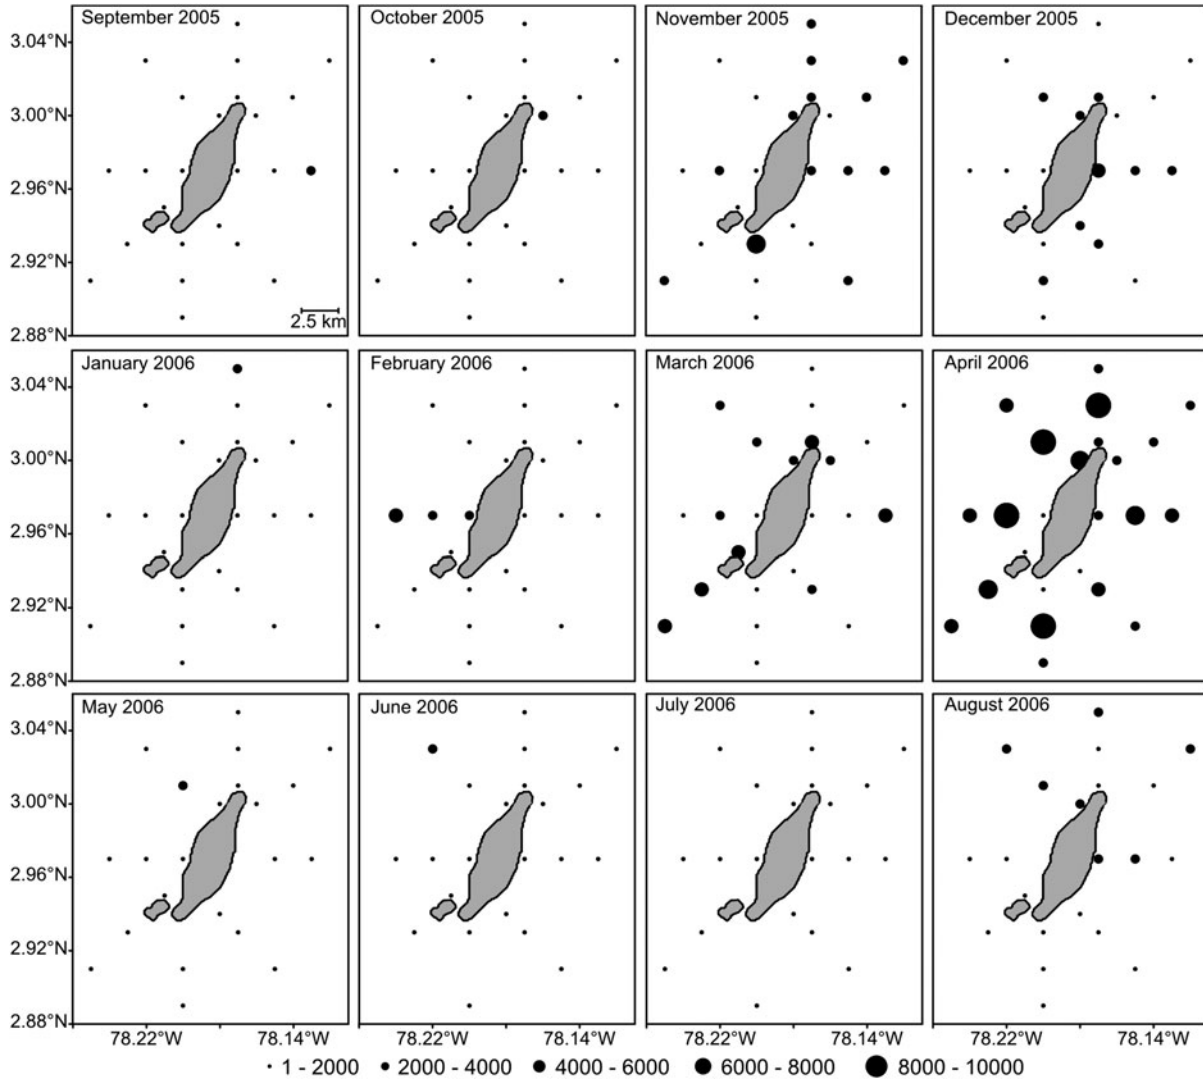 September 2005
October 2005
November 2005
December 2005
3.04°N
3.00°N
2.96°N
2.92°N
2.88°N
2.5 km
January 2006
February 2006
March 2006
April 2006
3.04°N
3.00°N
2.96°N
2.92°N
2.88°N
May 2006
June 2006
July 2006
August 2006
3.04°N
3.00°N
2.96°N
2.92°N
2.88°N
78.22°W 78.14°W 78.22°W 78.14°W 78.22°W 78.14°W 78.22°W 78.14°W
1 - 2000 2000 - 4000 4000 - 6000 6000 - 8000 8000 - 10000